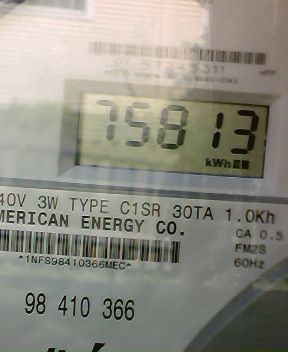 75813
kWh
40V 3W TYPE C1SR 30TA 1.0Kh
MERICAN ENERGY CO.
CA 0.5
FM2S
*1NFS98410366MEC*
60Hz
98 410 366